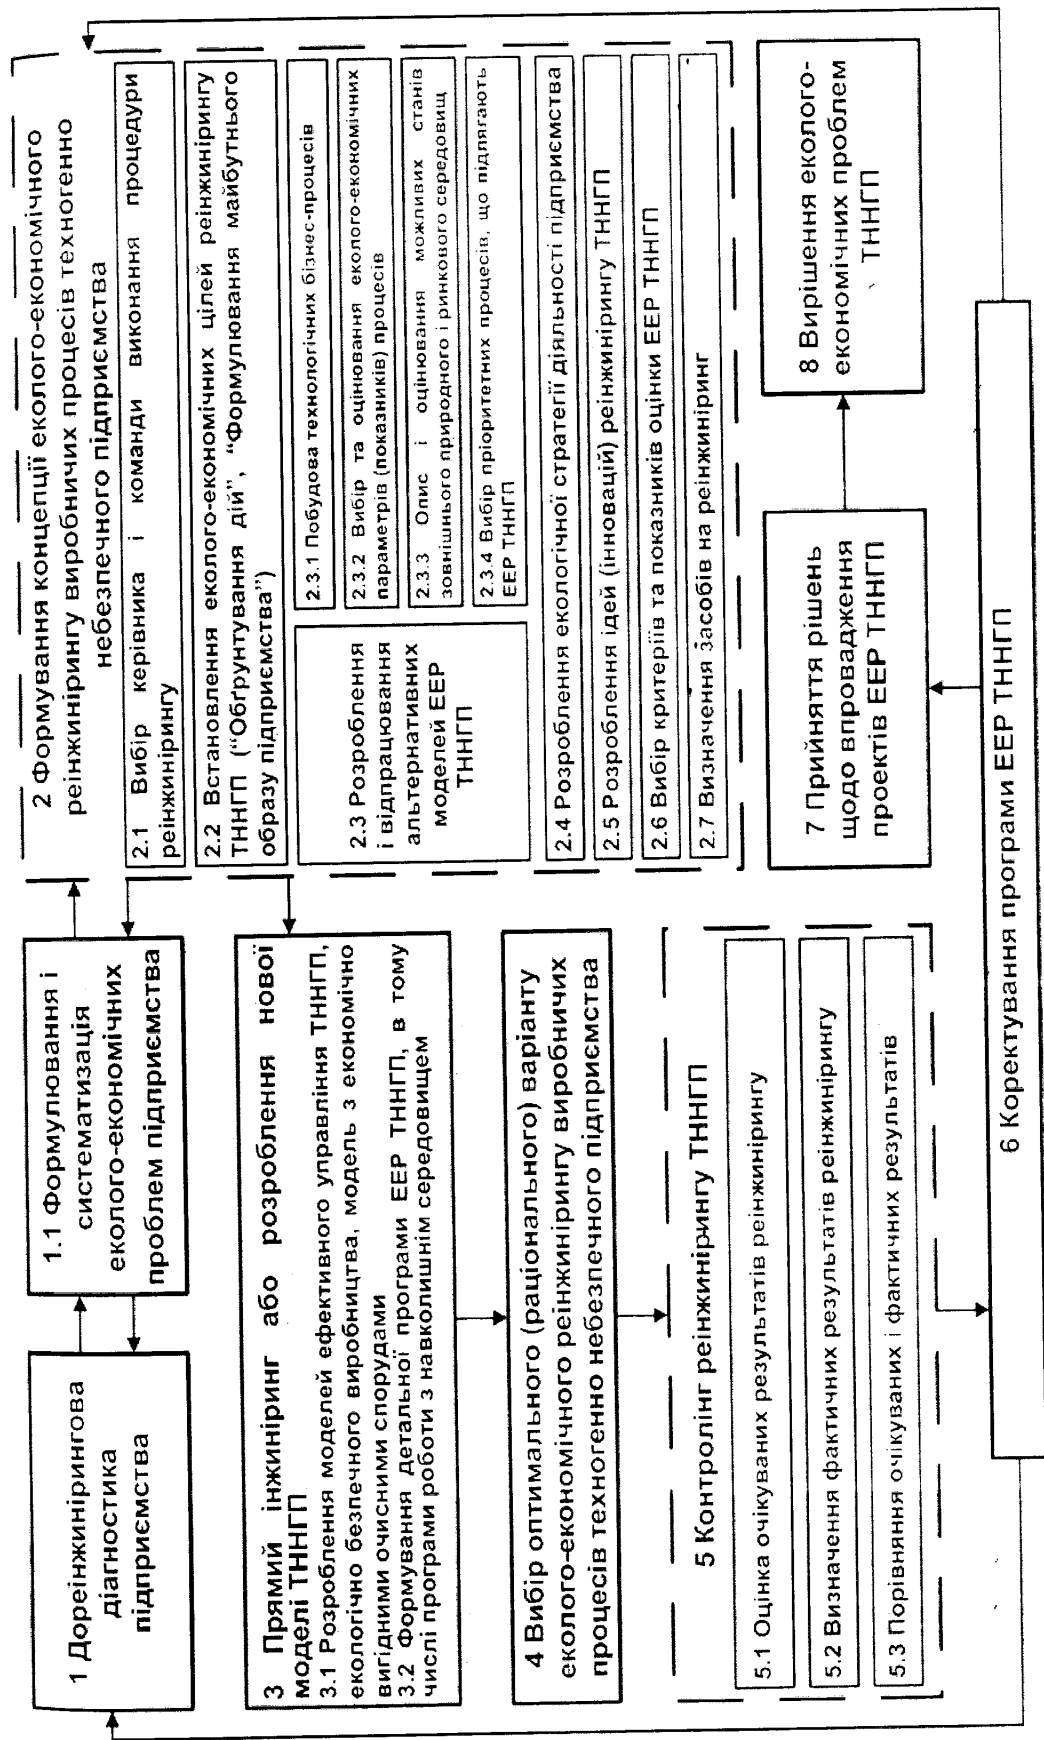 1 Дореінжинірингова
діагностика
підприємства
1.1 Формулювання і
систематизація
еколого-економічних
проблем підприємства
2 Формування концепції еколого-економічного
реінжинірингу виробничих процесів техногенно
небезпечного підприємства
2.1 Вибір керівника і команди виконання процедури
реінжинірингу
2.2 Встановлення еколого-економічних цілей реінжинірингу
ТННГП (“Обґрунтування дій”, “Формулювання майбутнього
образу підприємства”)
2.3 Розроблення
і відпрацювання
альтернативних
моделей ЕЕР
ТННГП
2.3.1 Побудова технологічних бізнес-процесів
2.3.2 Вибір та оцінювання еколого-економічних
параметрів (показників) процесів
2.3.3 Опис і оцінювання можливих станів
зовнішнього природного і ринкового середовищ
2.3.4 Вибір пріоритетних процесів, що підлягають
ЕЕР ТННГП
2.4 Розроблення екологічної стратегії діяльності підприємства
2.5 Розроблення ідей (інновацій) реінжинірингу ТННГП
2.6 Вибір критеріїв та показників оцінки ЕЕР ТННГП
2.7 Визначення засобів на реінжиніринг
3 Прямий інжиніринг або розроблення нової
моделі ТННГП
3.1 Розроблення моделей ефективного управління ТННГП,
екологічно безпечного виробництва, модель з економічно
вигідними очисними спорудами
3.2 Формування детальної програми ЕЕР ТННГП, в тому
числі програми роботи з навколишнім середовищем
4 Вибір оптимального (раціонального) варіанту
еколого-економічного реінжинірингу виробничих
процесів техногенно небезпечного підприємства
5 Контролінг реінжинірингу ТННГП
5.1 Оцінка очікуваних результатів реінжинірингу
5.2 Визначення фактичних результатів реінжинірингу
5.3 Порівняння очікуваних і фактичних результатів
6 Коректування програми ЕЕР ТННГП
7 Прийняття рішень
щодо впровадження
проектів ЕЕР ТННГП
8 Вирішення еколого-
економічних проблем
ТННГП